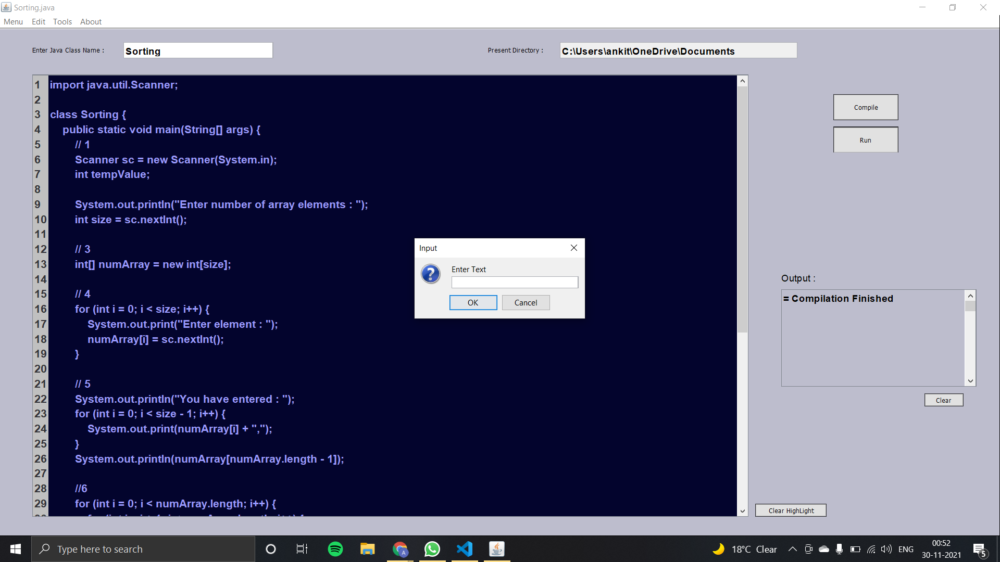 Sorting.java
Menu Edit Tools About
Enter Java Class Name : Sorting Present Directory : C:\Users\ankit\OneDrive\Documents
1 import java.util.Scanner;
2
3 class Sorting {
4 public static void main(String[] args) {
5 // 1
6 Scanner sc = new Scanner(System.in);
7 int tempValue;
8
9 System.out.println("Enter number of array elements : ");
10 int size = sc.nextInt();
11
12 // 3
13 int[] numArray = new int[size];
14
15 // 4
16 for (int i = 0; i < size; i++) {
17 System.out.print("Enter element : ");
18 numArray[i] = sc.nextInt();
19 }
20
21 // 5
22 System.out.println("You have entered : ");
23 for (int i = 0; i < size - 1; i++) {
24 System.out.print(numArray[i] + ",");
25 }
26 System.out.println(numArray[numArray.length - 1]);
27
28 //6
29 for (int i = 0; i < numArray.length; i++) {
Compile
Run
Input
Enter Text
OK Cancel
Output :
= Compilation Finished
Clear
Clear HighLight
Type here to search
A
18°C Clear
ENG
00:52
30-11-2021
5